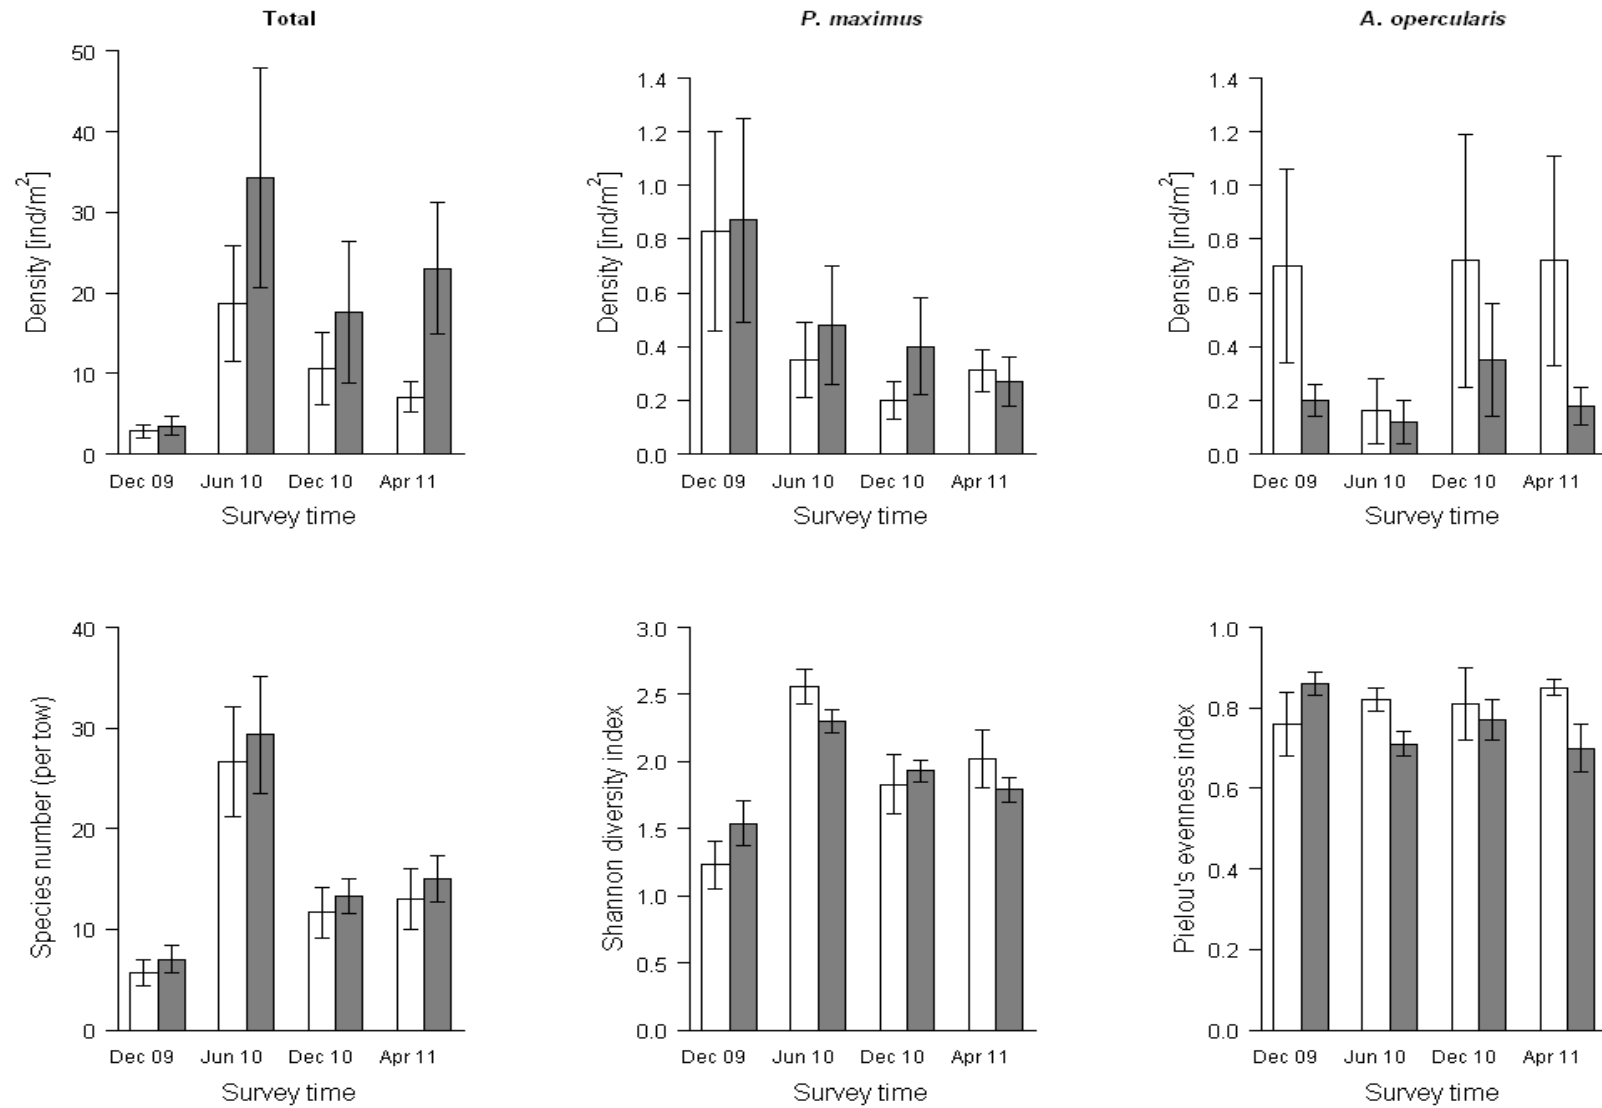 Total
Density [ind/m²]
50
40
30
20
10
0
Dec 09 Jun 10 Dec 10 Apr 11
Survey time
P. maximus
Density [ind/m²]
1.4
1.2
1.0
0.8
0.6
0.4
0.2
0.0
Dec 09 Jun 10 Dec 10 Apr 11
Survey time
A. opercularis
Density [ind/m²]
1.4
1.2
1.0
0.8
0.6
0.4
0.2
0.0
Dec 09 Jun 10 Dec 10 Apr 11
Survey time
Species number (per tow)
40
30
20
10
0
Dec 09 Jun 10 Dec 10 Apr 11
Survey time
Shannon diversity index
3.0
2.5
2.0
1.5
1.0
0.5
0.0
Dec 09 Jun 10 Dec 10 Apr 11
Survey time
Pielou's evenness index
1.0
0.8
0.6
0.4
0.2
0.0
Dec 09 Jun 10 Dec 10 Apr 11
Survey time